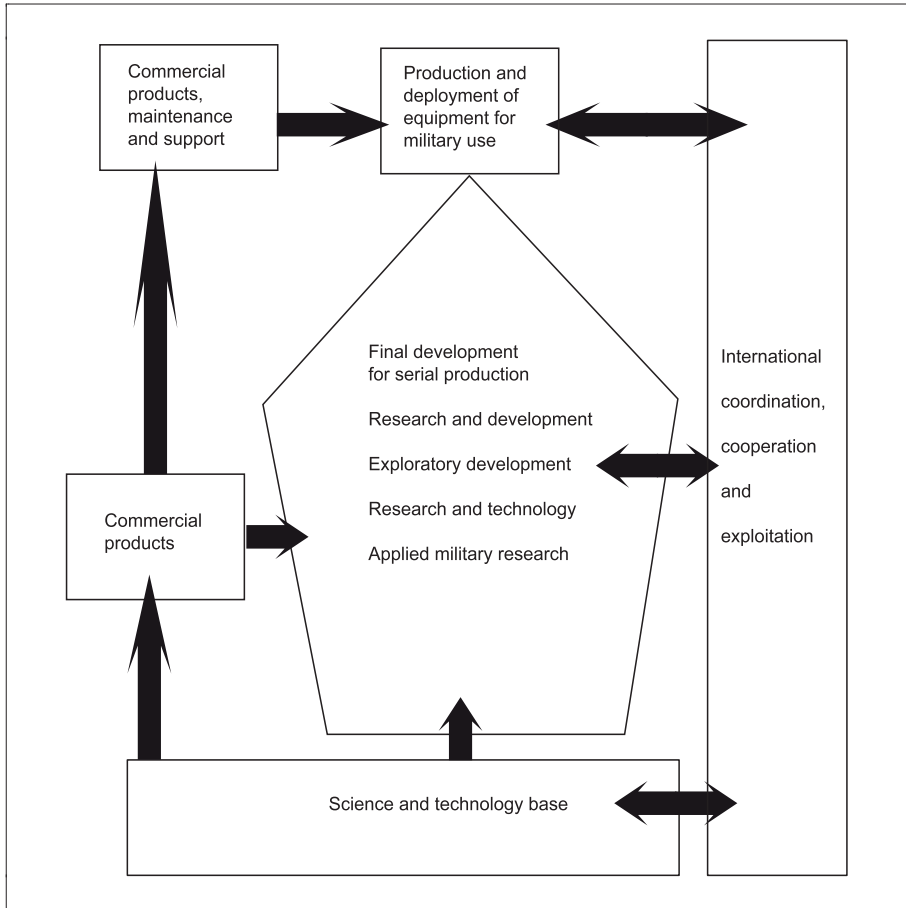 Commercial
products,
maintenance
and support
Production and
deployment of
equipment for
military use
Final development
for serial production
Research and development
Exploratory development
Research and technology
Applied military research
International
coordination,
cooperation
and
exploitation
Commercial
products
Science and technology base